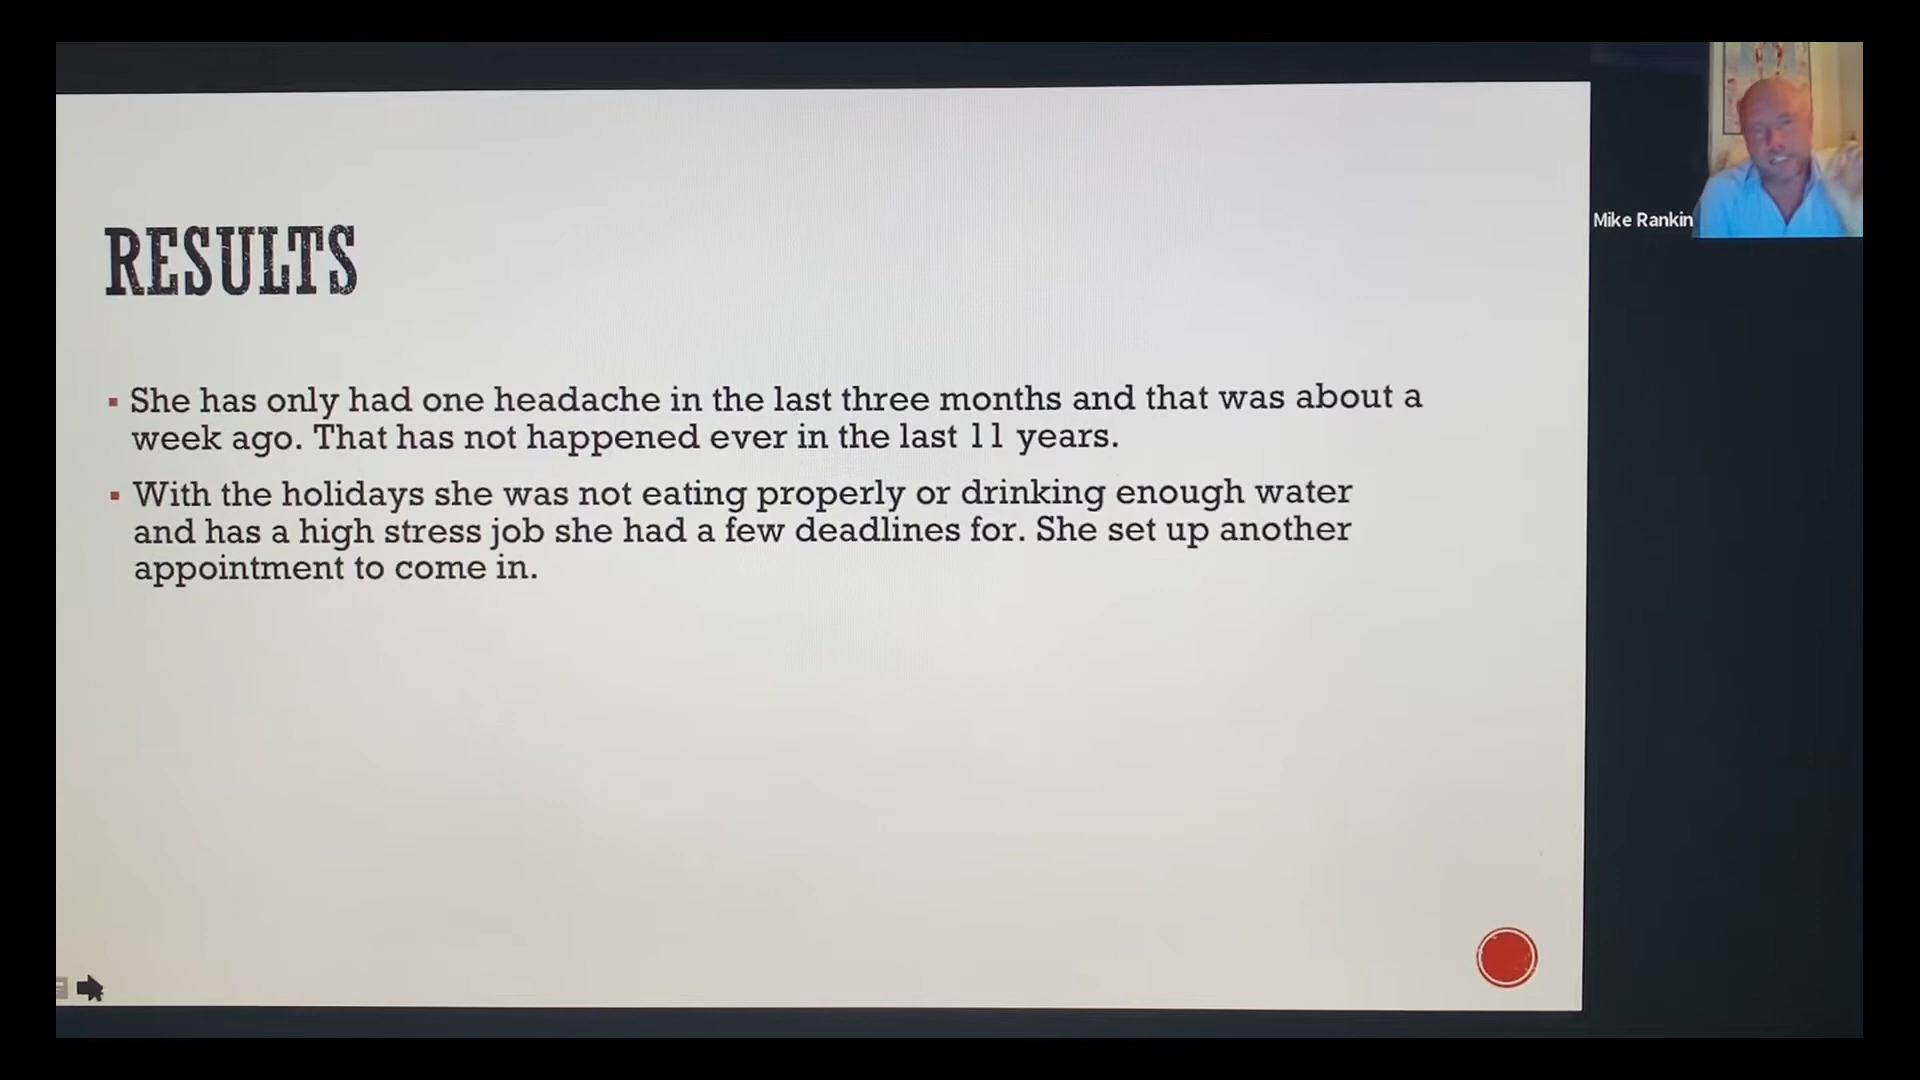 RESULTS
She has only had one headache in the last three months and that was about a
week ago. That has not happened ever in the last 11 years.
With the holidays she was not eating properly or drinking enough water
and has a high stress job she had a few deadlines for. She set up another
appointment to come in.
Mike Rankin